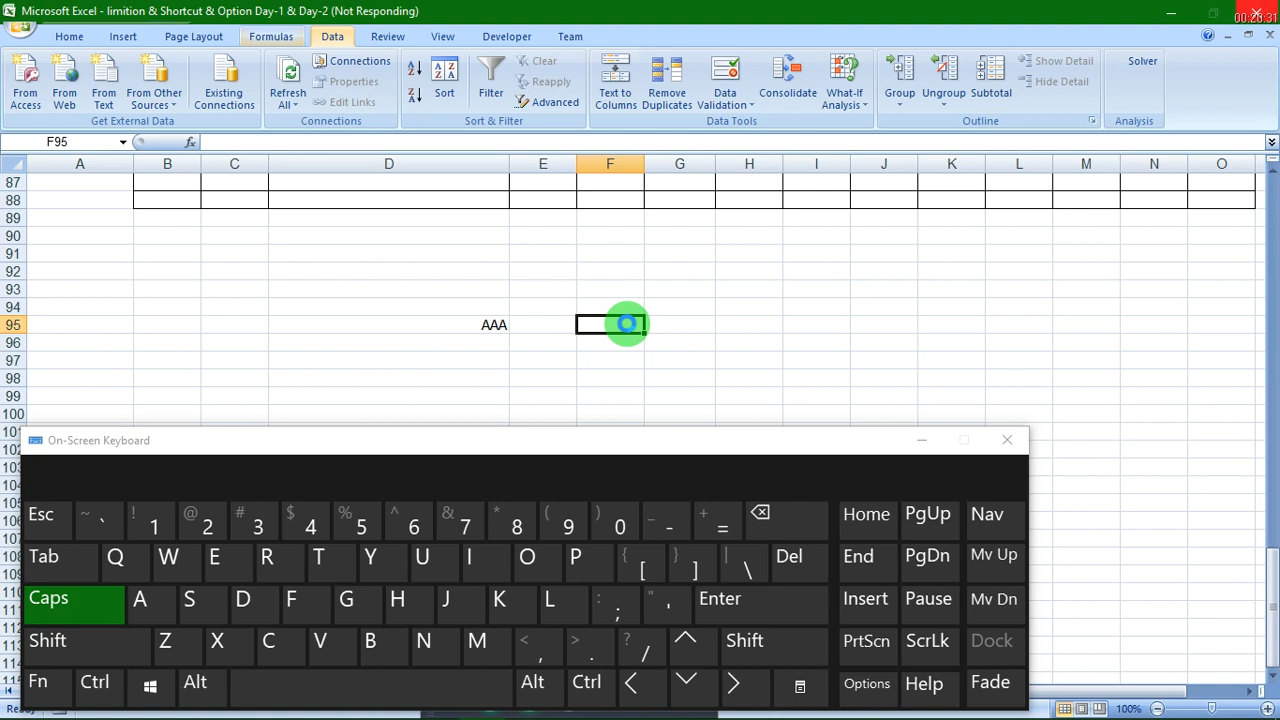 Microsoft Excel - limition & Shortcut & Option Day-1 & Day-2 (Not Responding)
00:20:31
Home Insert Page Layout Formulas Data Review View Developer Team
From Access
From Web
From Text
From Other Sources
Existing Connections
Get External Data
Refresh All
Connections
Properties
Edit Links
Connections
Sort
Filter
Clear
Reapply
Advanced
Sort & Filter
Text to Columns
Remove Duplicates
Data Validation
Consolidate
What-If Analysis
Data Tools
Group
Ungroup
Subtotal
Show Detail
Hide Detail
Outline
Solver
Analysis
F95 fx
A B C D E F G H I J K L M N O
87
88
89
90
91
92
93
94
95 AAA
96
97
98
99
100
On-Screen Keyboard
Esc ~ ` ! 1 @ 2 # 3 $ 4 % 5 ^ 6 & 7 * 8 ( 9 ) 0 _ - + = Home PgUp Nav
Tab Q W E R T Y U I O P { [ } ] | \ Del End PgDn Mv Up
Caps A S D F G H J K L : ; " ' Enter Insert Pause Mv Dn
Shift Z X C V B N M < , > . ? / Shift PrtScn ScrLk Dock
Fn Ctrl Alt Alt Ctrl Options Help Fade
100%